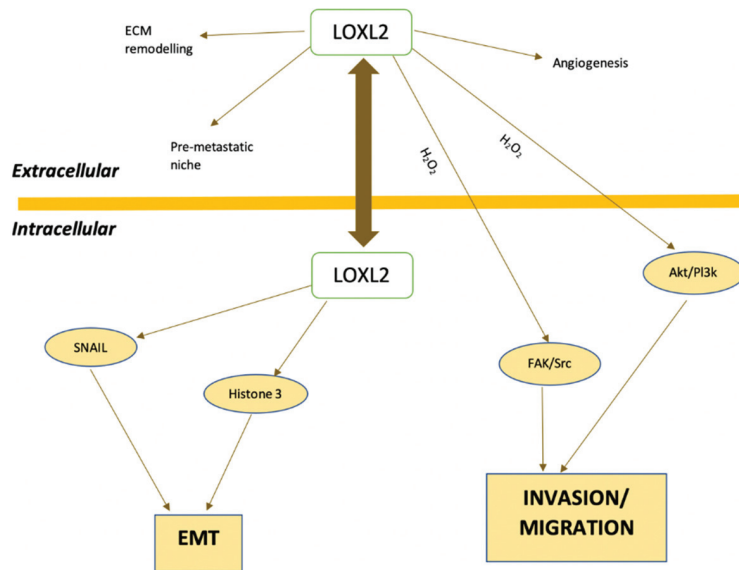 ECM
remodelling
LOXL2
Angiogenesis
Pre-metastatic
niche
H₂O₂
H₂O₂
Extracellular
Intracellular
LOXL2
Akt/PI3k
SNAIL
FAK/Src
Histone 3
EMT
INVASION/
MIGRATION